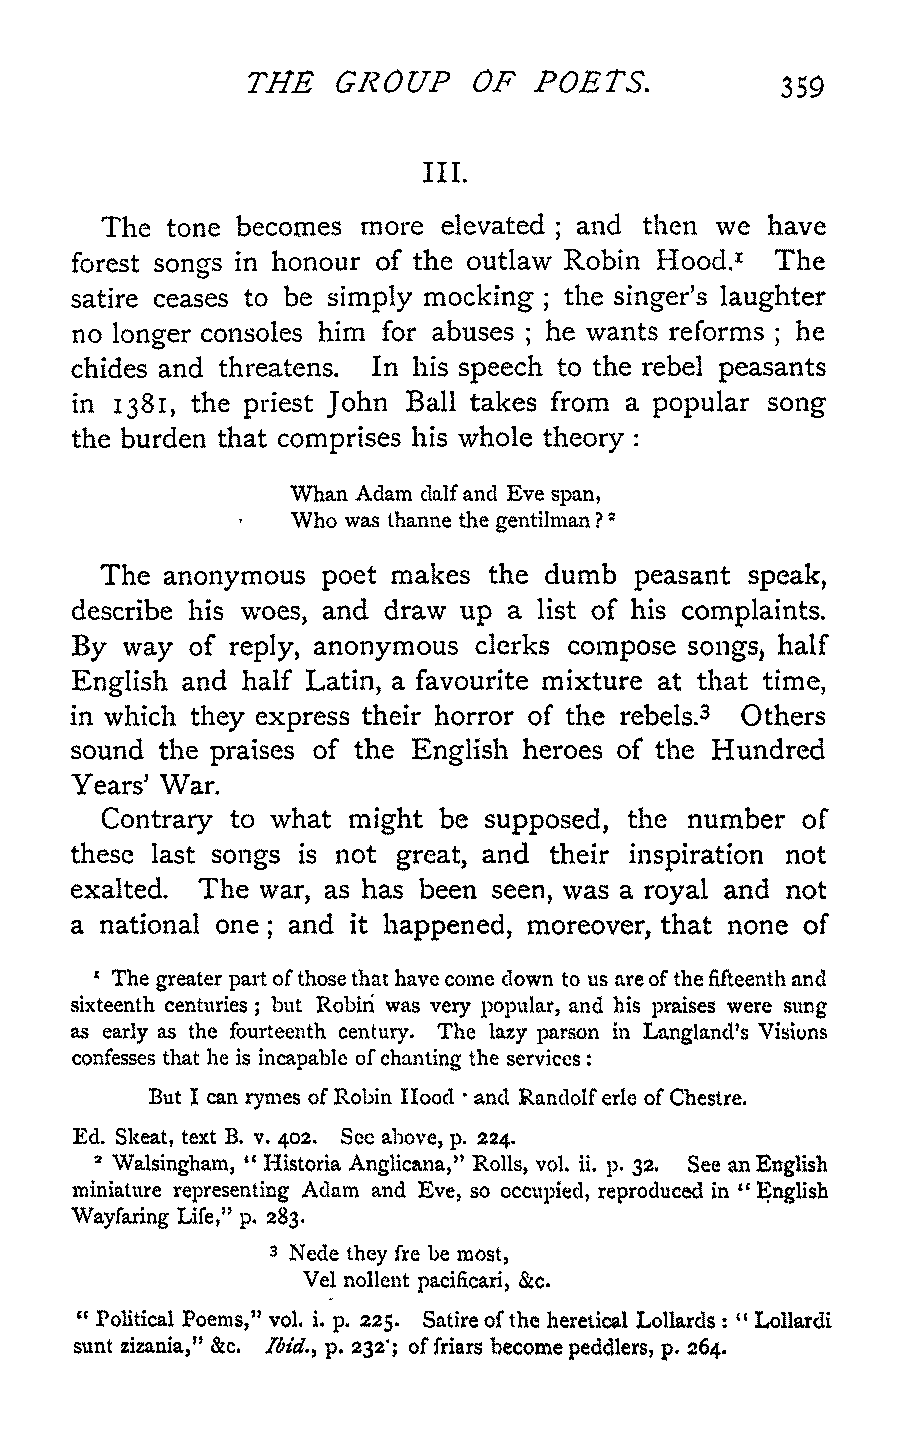 THE GROUP OF POETS. 359
III.
The tone becomes more elevated ; and then we have
forest songs in honour of the outlaw Robin Hood.¹ The
satire ceases to be simply mocking ; the singer's laughter
no longer consoles him for abuses ; he wants reforms ; he
chides and threatens. In his speech to the rebel peasants
in 1381, the priest John Ball takes from a popular song
the burden that comprises his whole theory :
Whan Adam dalf and Eve span,
Who was thanne the gentilman ? ²
The anonymous poet makes the dumb peasant speak,
describe his woes, and draw up a list of his complaints.
By way of reply, anonymous clerks compose songs, half
English and half Latin, a favourite mixture at that time,
in which they express their horror of the rebels.³ Others
sound the praises of the English heroes of the Hundred
Years' War.
Contrary to what might be supposed, the number of
these last songs is not great, and their inspiration not
exalted. The war, as has been seen, was a royal and not
a national one ; and it happened, moreover, that none of
¹ The greater part of those that have come down to us are of the fifteenth and
sixteenth centuries ; but Robin was very popular, and his praises were sung
as early as the fourteenth century. The lazy parson in Langland's Visions
confesses that he is incapable of chanting the services :
But I can rymes of Robin Hood · and Randolf erle of Chestre.
Ed. Skeat, text B. v. 402. See above, p. 224.
² Walsingham, "Historia Anglicana," Rolls, vol. ii. p. 32. See an English
miniature representing Adam and Eve, so occupied, reproduced in "English
Wayfaring Life," p. 283.
³ Nede they fre be most,
Vel nollent pacificari, &c.
"Political Poems," vol. i. p. 225. Satire of the heretical Lollards : "Lollardi
sunt zizania," &c. Ibid., p. 232 ; of friars become peddlers, p. 264.